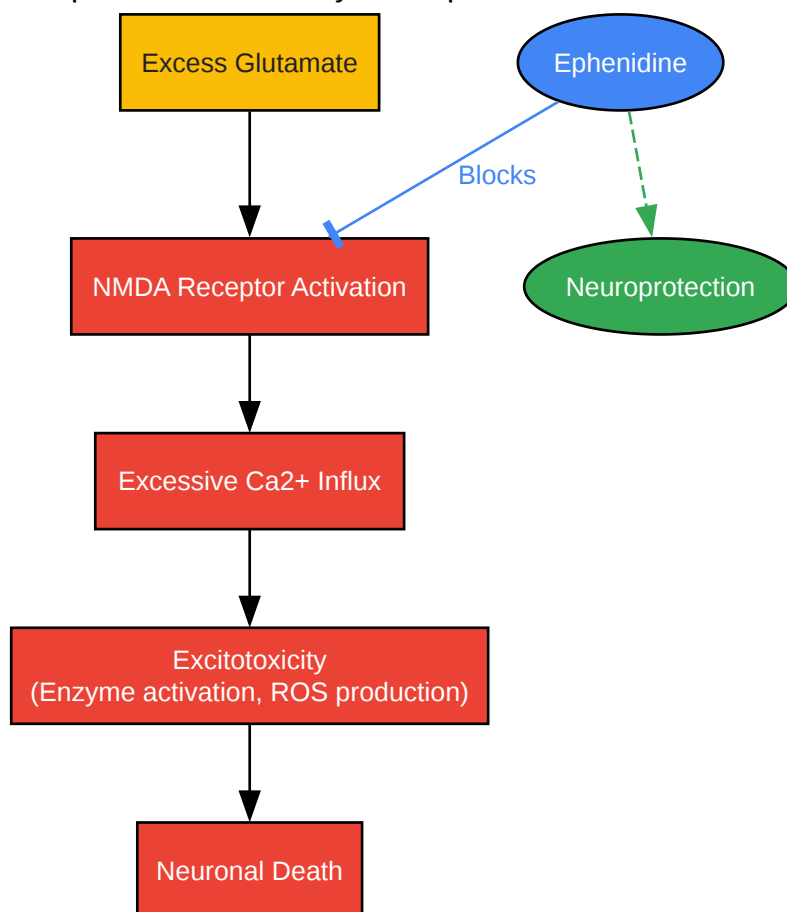 Excess Glutamate
Ephenidine
Blocks
NMDA Receptor Activation
Neuroprotection
Excessive Ca2+ Influx
Excitotoxicity
(Enzyme activation, ROS production)
Neuronal Death